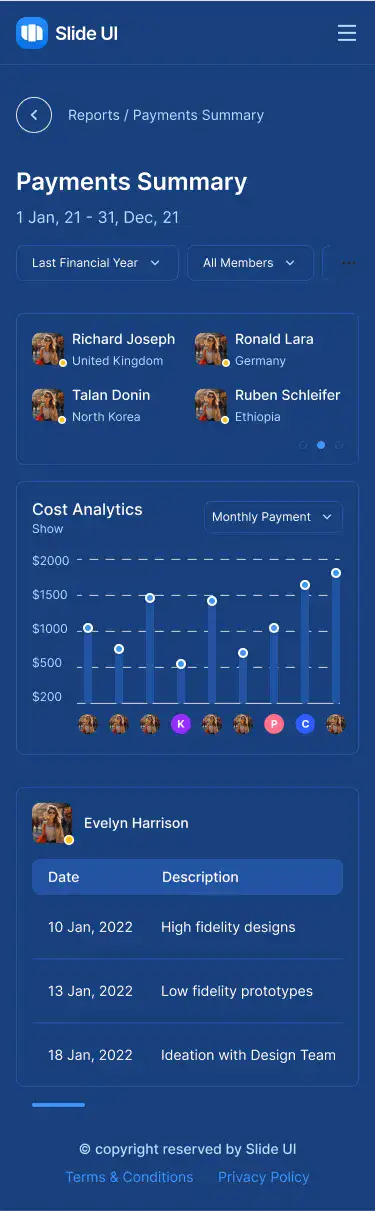 Slide UI
Reports / Payments Summary
Payments Summary
1 Jan, 21 - 31, Dec, 21
Last Financial Year
All Members
...
Richard Joseph
United Kingdom
Ronald Lara
Germany
Talan Donin
North Korea
Ruben Schleifer
Ethiopia
Cost Analytics
Show
Monthly Payment
$2000
$1500
$1000
$500
$200
K P C
Evelyn Harrison
Date Description
10 Jan, 2022 High fidelity designs
13 Jan, 2022 Low fidelity prototypes
18 Jan, 2022 Ideation with Design Team
© copyright reserved by Slide UI
Terms & Conditions Privacy Policy